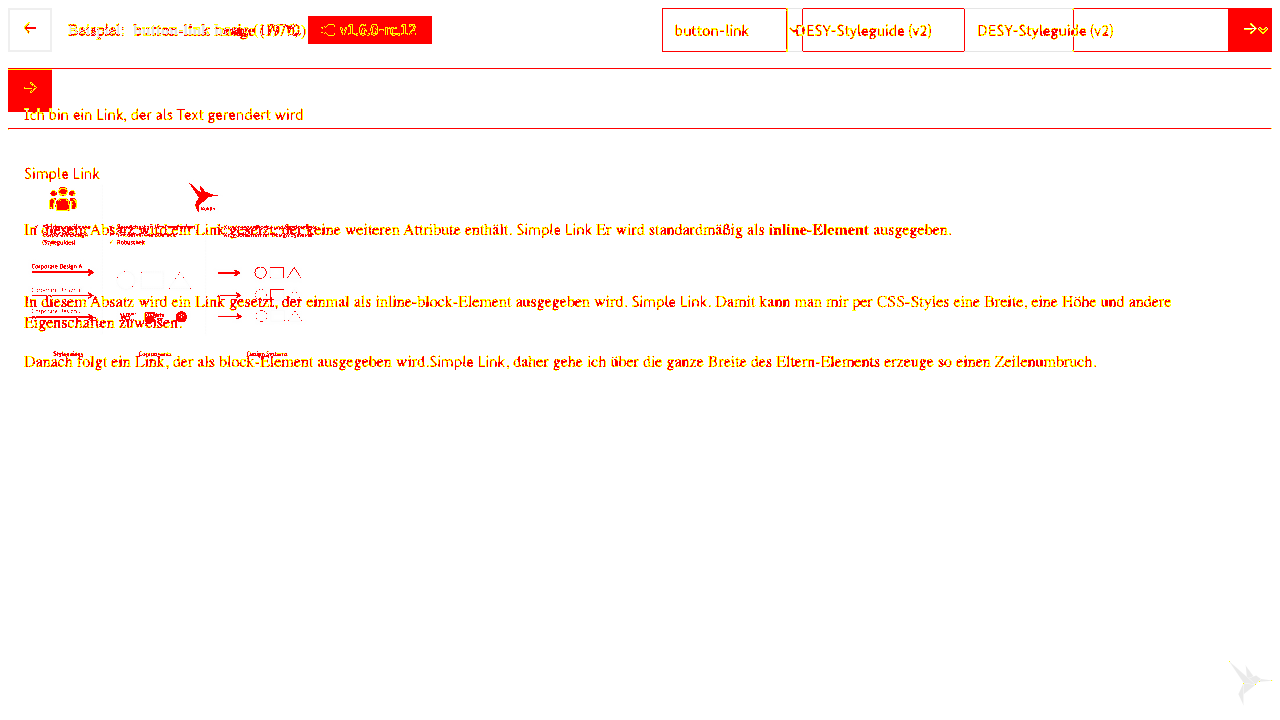 Beispiel: button-link
v1.6.0-rc.12
button-link
DESY-Styleguide (v2)
DESY-Styleguide (v2)
Ich bin ein Link, der als Text gerendert wird
Simple Link
In diesem Absatz wird ein Link gesetzt, der keine weiteren Attribute enthält. Simple Link Er wird standardmäßig als inline-Element ausgegeben.
(Styleguides)
Robustheit
Corporate Design A
In diesem Absatz wird ein Link gesetzt, der einmal als inline-block-Element ausgegeben wird. Simple Link. Damit kann man mir per CSS-Styles eine Breite, eine Höhe und andere
Eigenschaften zuweisen.
Danach folgt ein Link, der als block-Element ausgegeben wird.Simple Link, daher gehe ich über die ganze Breite des Eltern-Elements erzeuge so einen Zeilenumbruch.